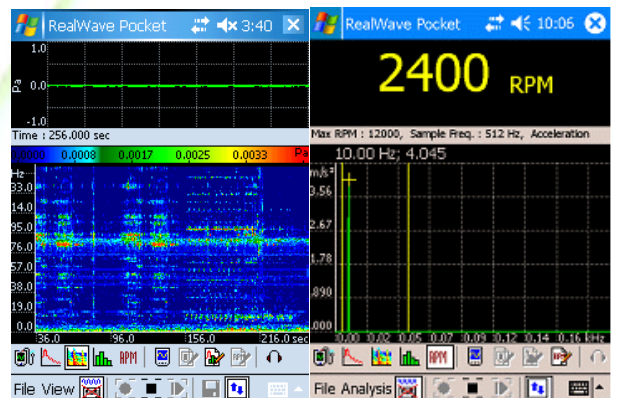 RealWave Pocket 3:40
1.0
Pa 0.0
-1.0
Time : 256.000 sec
0.0008 0.0017 0.0025 0.0033 Pa
Hz
33.0
14.0
95.0
76.0
57.0
38.0
19.0
0.0
36.0 96.0 156.0 216.0 sec
RPM
File View
RealWave Pocket 10:06
2400 RPM
Max RPM : 12000, Sample Freq. : 512 Hz, Acceleration
10.00 Hz; 4.045
m/s²
3.56
2.67
1.78
.890
.000
0.00 0.02 0.05 0.07 0.09 0.12 0.14 0.16 kHz
RPM
File Analysis